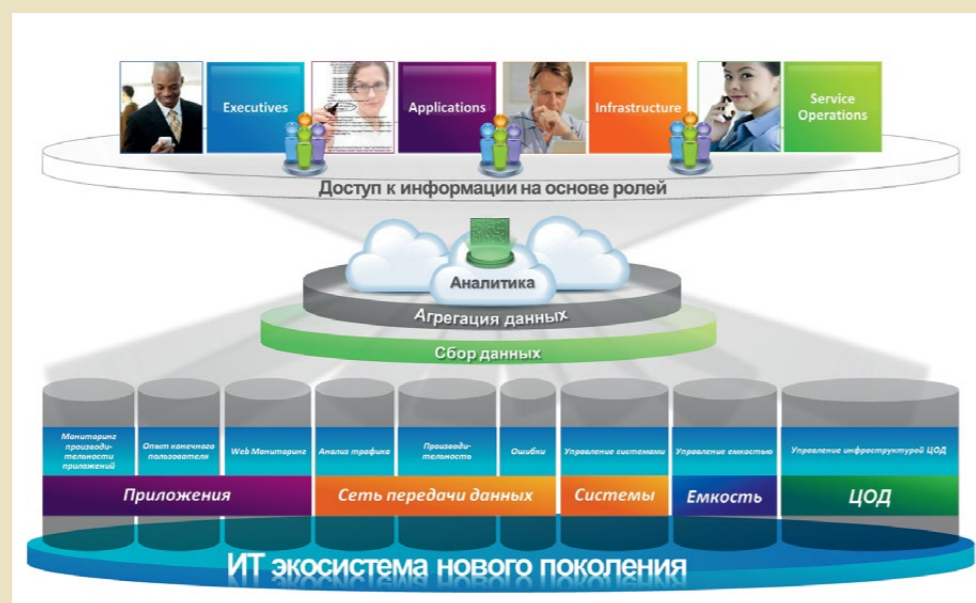 Executives
Applications
Infrastructure
Service
Operations
Доступ к информации на основе ролей
Аналитика
Агрегация данных
Сбор данных
Мониторинг
производи-
тельности
приложений
Опыт конечного
пользователя
Web Мониторинг
Анализ трафика
Производи-
тельность
Ошибки
Управление системами
Управление емкостью
Управление инфраструктурой ЦОД
Приложения
Сеть передачи данных
Системы
Емкость
ЦОД
ИТ экосистема нового поколения